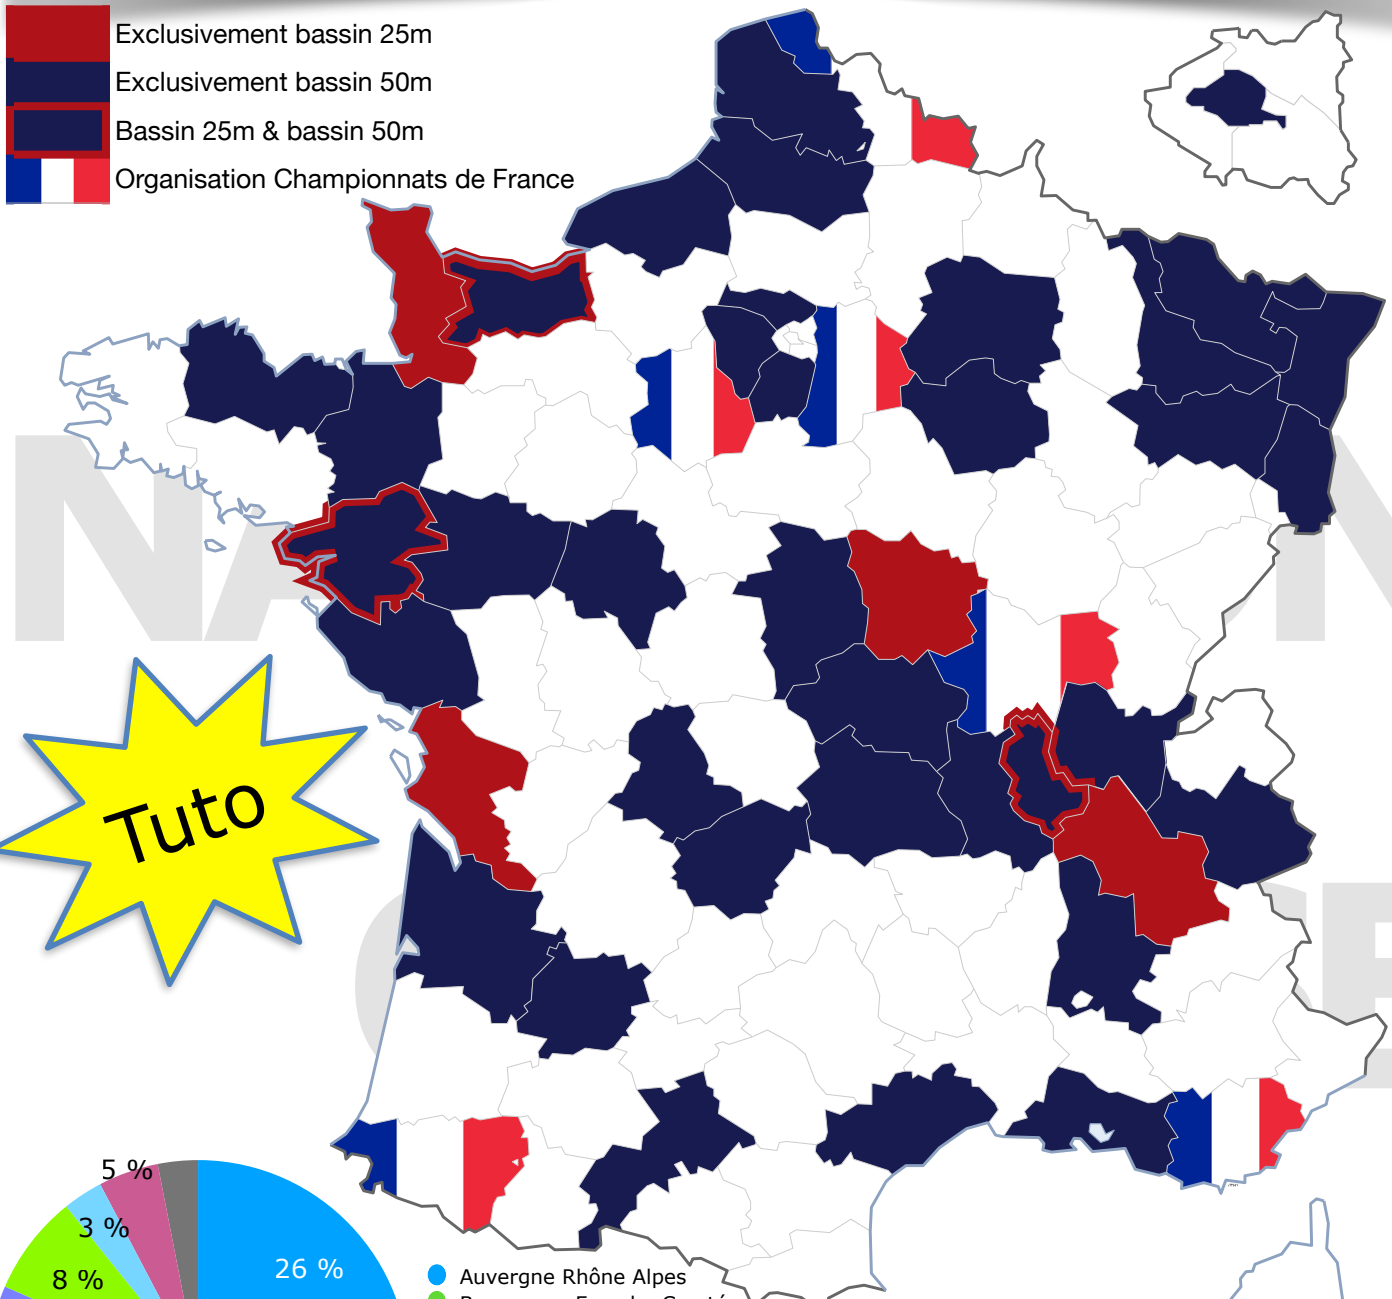 Exclusivement bassin 25m
Exclusivement bassin 50m
Bassin 25m & bassin 50m
Organisation Championnats de France
Tuto
5 %
3 %
8 %
26 %
Auvergne Rhône Alpes